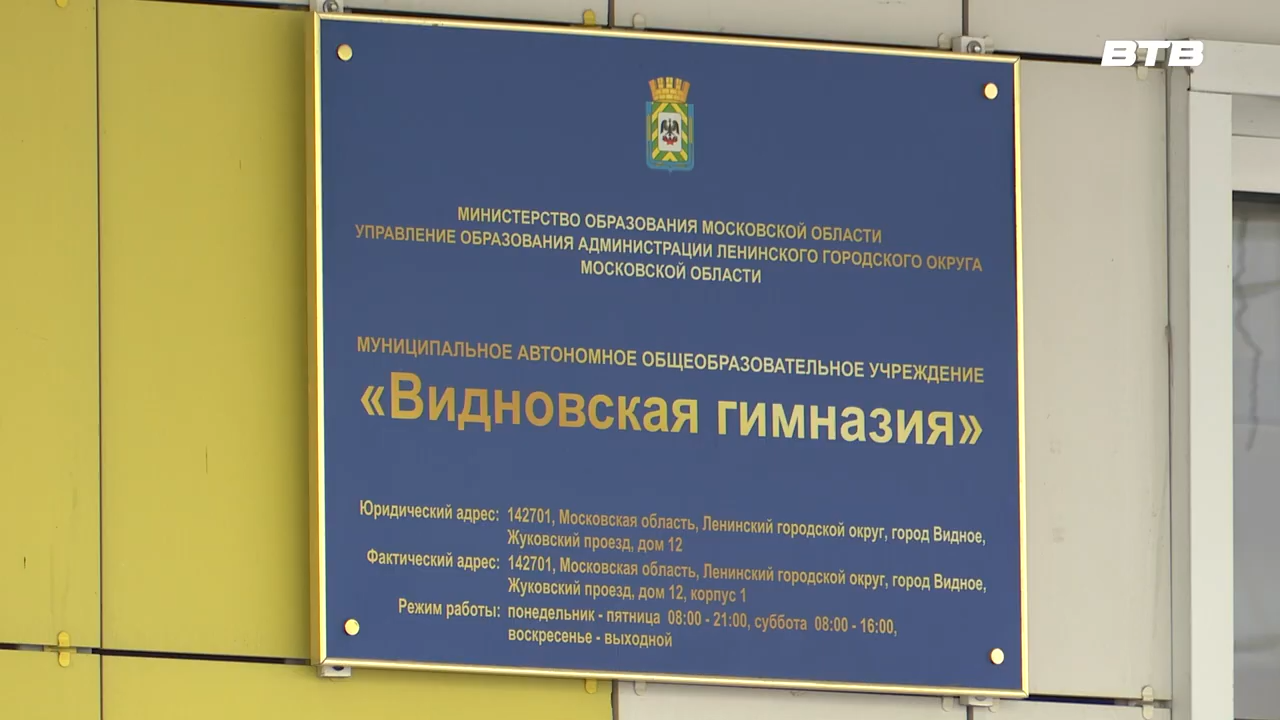 ВТВ
МИНИСТЕРСТВО ОБРАЗОВАНИЯ МОСКОВСКОЙ ОБЛАСТИ
УПРАВЛЕНИЕ ОБРАЗОВАНИЯ АДМИНИСТРАЦИИ ЛЕНИНСКОГО ГОРОДСКОГО ОКРУГА
МОСКОВСКОЙ ОБЛАСТИ
МУНИЦИПАЛЬНОЕ АВТОНОМНОЕ ОБЩЕОБРАЗОВАТЕЛЬНОЕ УЧРЕЖДЕНИЕ
«Видновская гимназия»
Юридический адрес: 142701, Московская область, Ленинский городской округ, город Видное,
Жуковский проезд, дом 12
Фактический адрес: 142701, Московская область, Ленинский городской округ, город Видное,
Жуковский проезд, дом 12, корпус 1
Режим работы: понедельник - пятница 08:00 - 21:00, суббота 08:00 - 16:00,
воскресенье - выходной